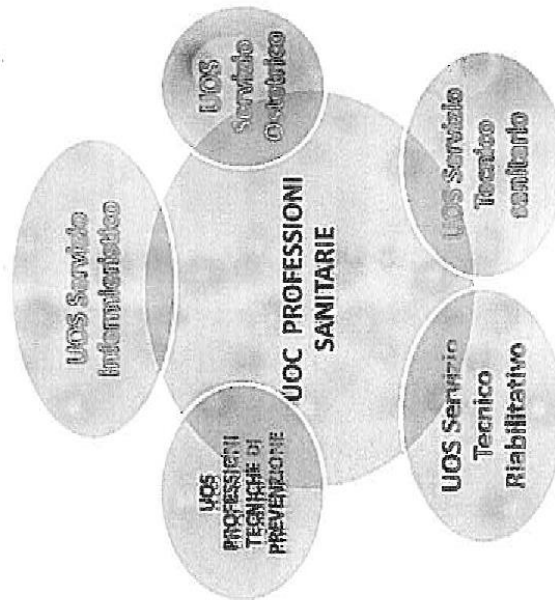 UOS Servizio
Infermieristico
UOS
Servizio
Ostetrico
UOS
PROFESSIONI
TECNICHE DI
PREVENZIONE
UOC PROFESSIONI
SANITARIE
UOS Servizio
Tecnico
Riabilitativo
UOS Servizio
Tecnico
sanitario